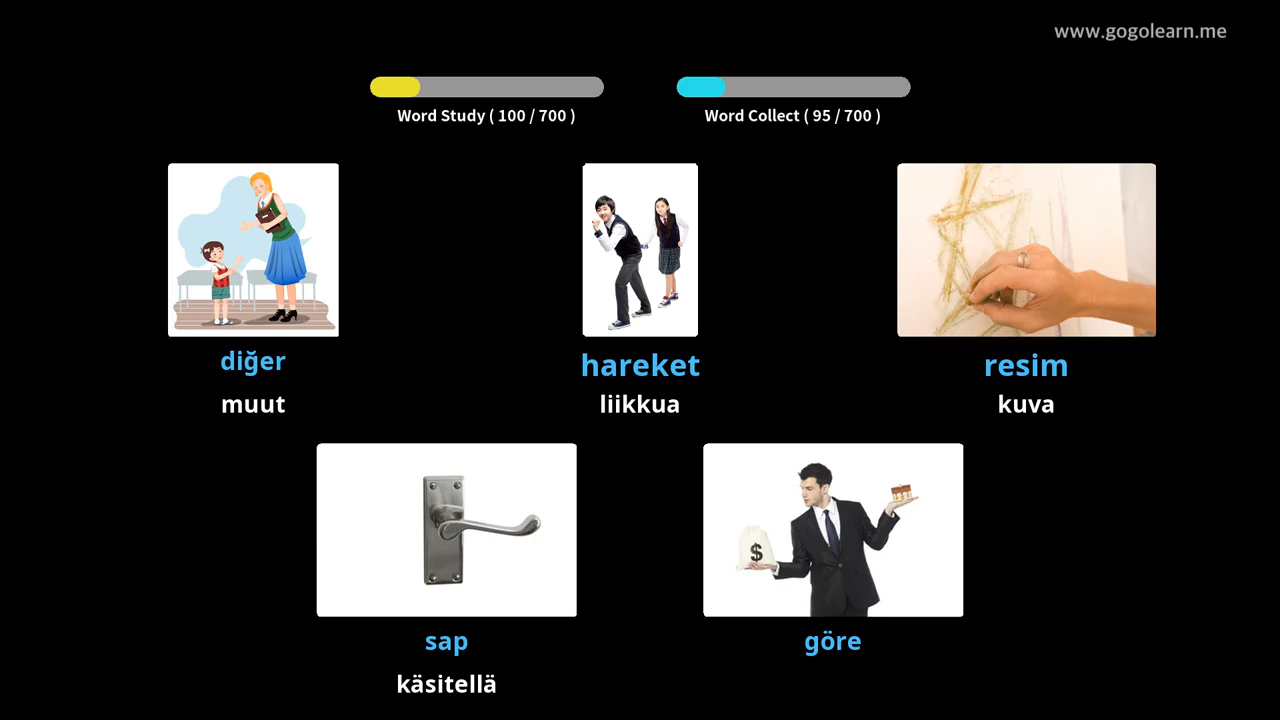 www.gogolearn.me
Word Study ( 100 / 700 )
Word Collect ( 95 / 700 )
diğer
muut
hareket
liikkua
resim
kuva
$
sap
käsitellä
göre